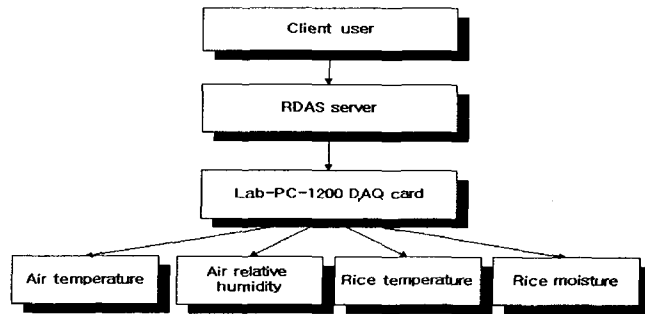 Client user
RDAS server
Lab-PC-1200 DAQ card
Air temperature
Air relative
humidity
Rice temperature
Rice moisture